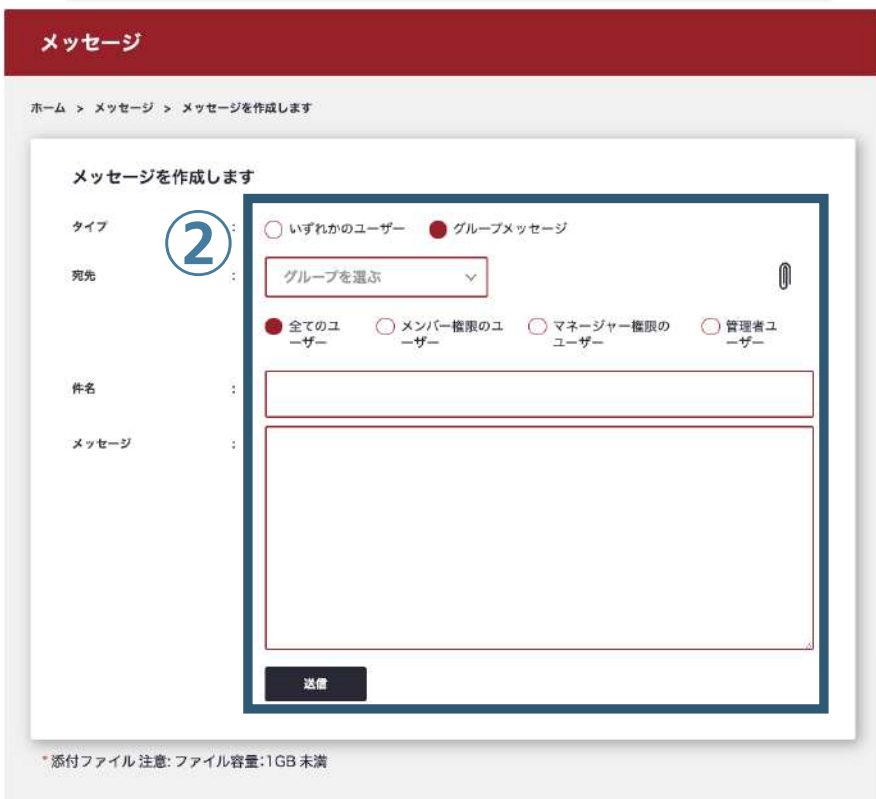 メッセージ
ホーム > メッセージ > メッセージを作成します
メッセージを作成します
②
タイプ : いずれかのユーザー グループメッセージ
宛先 : グループを選ぶ
全てのユ メンバー権限のユ マネージャー権限の 管理者ユ
ーザー ーザー ユーザー ーザー
件名 :
メッセージ :
送信
*添付ファイル 注意: ファイル容量:1GB 未満